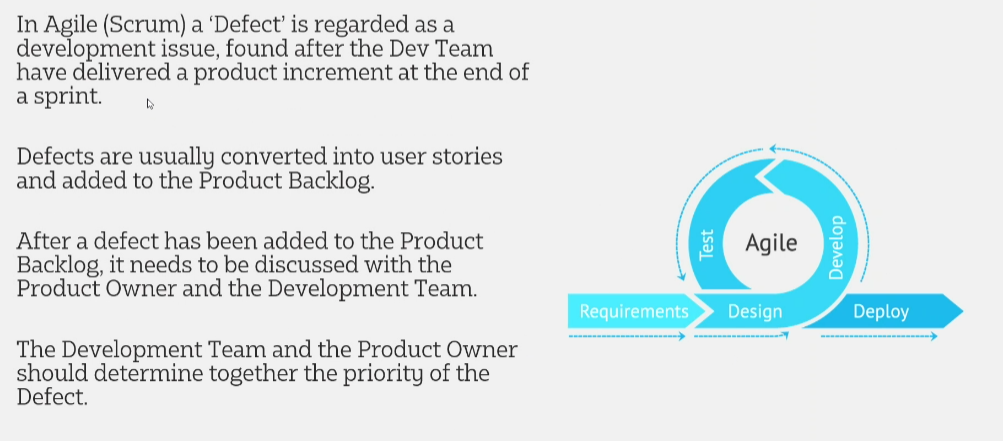 In Agile (Scrum) a ‘Defect’ is regarded as a
development issue, found after the Dev Team
have delivered a product increment at the end of
a sprint.
Defects are usually converted into user stories
and added to the Product Backlog.
After a defect has been added to the Product
Backlog, it needs to be discussed with the
Product Owner and the Development Team.
The Development Team and the Product Owner
should determine together the priority of the
Defect.
Test
Agile
Develop
Requirements
Design
Deploy